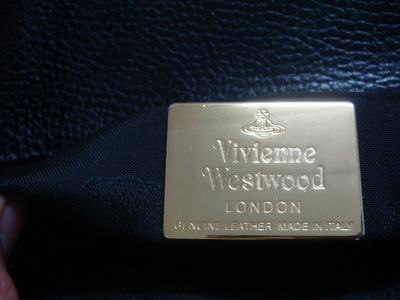 Vivienne
Westwood
LONDON
GENUINE LEATHER MADE IN ITALY